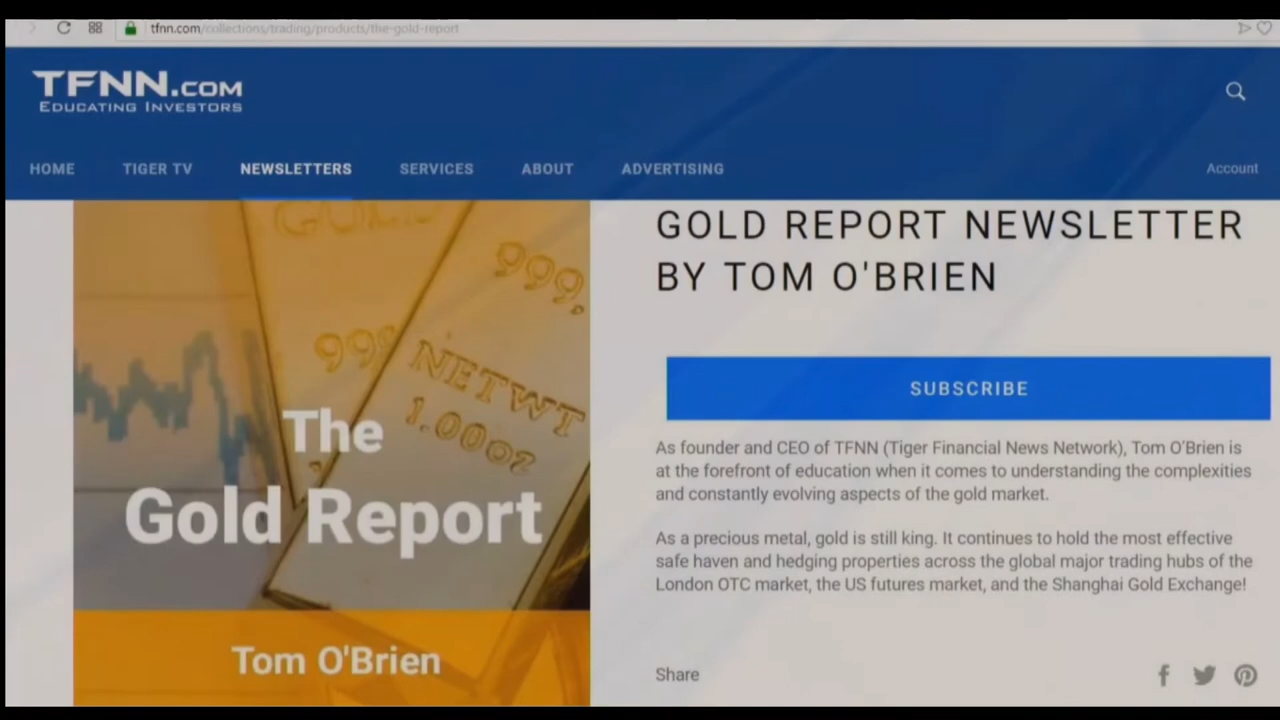 tfnn.com/collections/trading/products/the-gold-report
TFNN.COM
EDUCATING INVESTORS
HOME TIGER TV NEWSLETTERS SERVICES ABOUT ADVERTISING Account
GOLD
999.
999
NETWT
1.00oz
The
Gold Report
Tom O'Brien
GOLD REPORT NEWSLETTER
BY TOM O'BRIEN
SUBSCRIBE
As founder and CEO of TFNN (Tiger Financial News Network), Tom O'Brien is
at the forefront of education when it comes to understanding the complexities
and constantly evolving aspects of the gold market.
As a precious metal, gold is still king. It continues to hold the most effective
safe haven and hedging properties across the global major trading hubs of the
London OTC market, the US futures market, and the Shanghai Gold Exchange!
Share